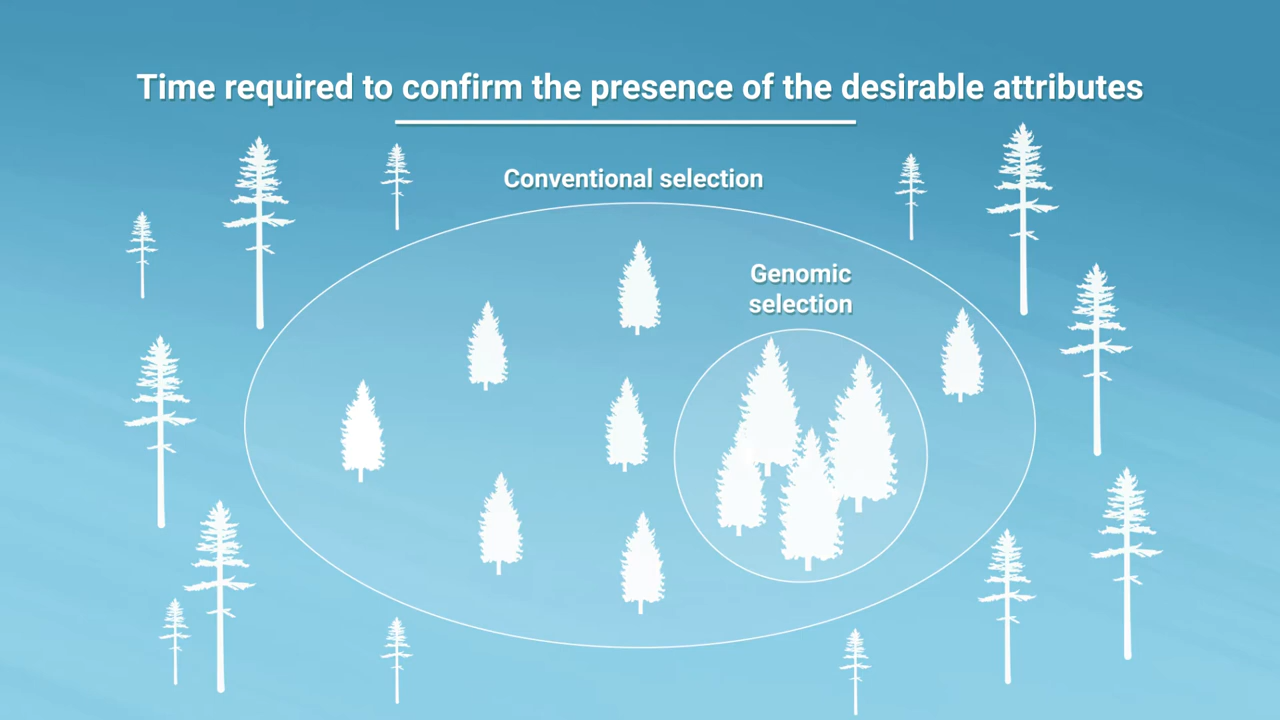 Time required to confirm the presence of the desirable attributes
Conventional selection
Genomic
selection